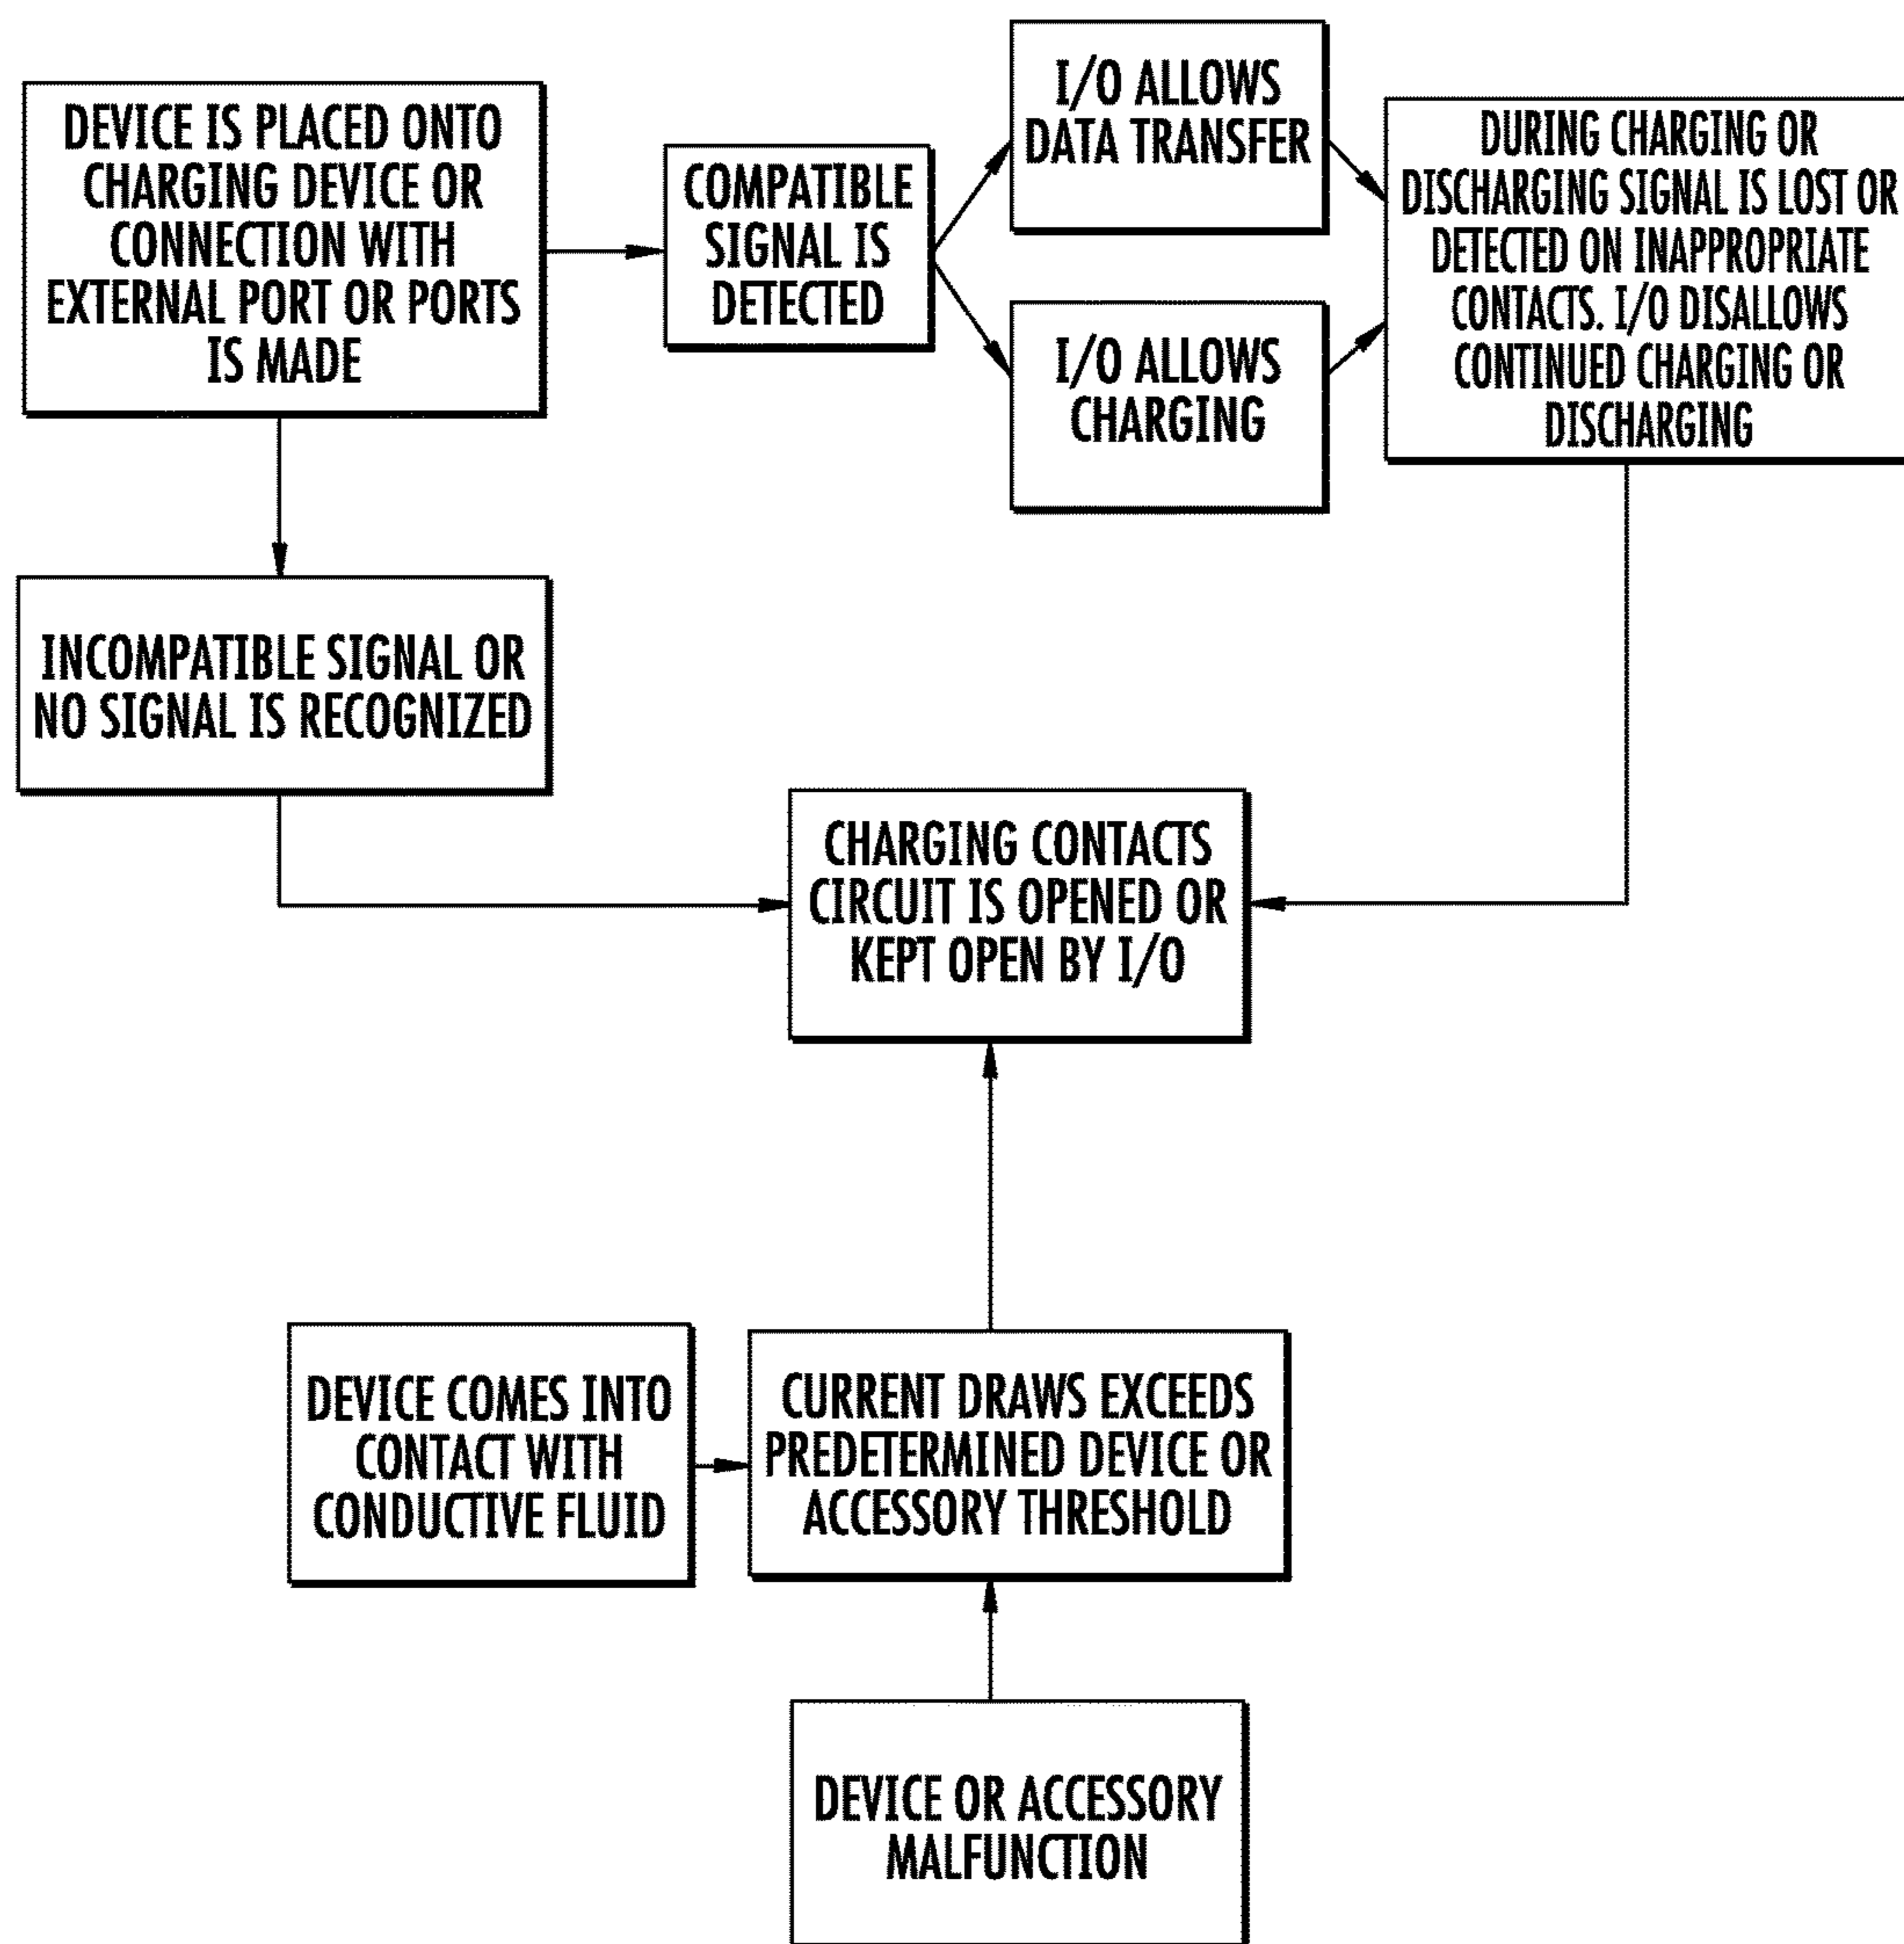 DEVICE IS PLACED ONTO
CHARGING DEVICE OR
CONNECTION WITH
EXTERNAL PORT OR PORTS
IS MADE
COMPATIBLE
SIGNAL IS
DETECTED
I/O ALLOWS
DATA TRANSFER
I/O ALLOWS
CHARGING
DURING CHARGING OR
DISCHARGING SIGNAL IS LOST OR
DETECTED ON INAPPROPRIATE
CONTACTS. I/O DISALLOWS
CONTINUED CHARGING OR
DISCHARGING
INCOMPATIBLE SIGNAL OR
NO SIGNAL IS RECOGNIZED
CHARGING CONTACTS
CIRCUIT IS OPENED OR
KEPT OPEN BY I/O
DEVICE COMES INTO
CONTACT WITH
CONDUCTIVE FLUID
CURRENT DRAWS EXCEEDS
PREDETERMINED DEVICE OR
ACCESSORY THRESHOLD
DEVICE OR ACCESSORY
MALFUNCTION